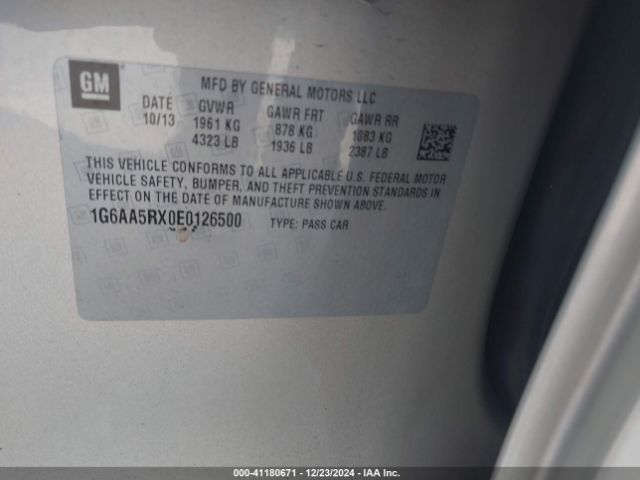 GM
MFD BY GENERAL MOTORS LLC
DATE GVWR GAWR FRT GAWR RR
10/13 1961 KG 878 KG 1083 KG
4323 LB 1936 LB 2387 LB
THIS VEHICLE CONFORMS TO ALL APPLICABLE U.S. FEDERAL MOTOR
VEHICLE SAFETY, BUMPER, AND THEFT PREVENTION STANDARDS IN
EFFECT ON THE DATE OF MANUFACTURE SHOWN ABOVE.
1G6AA5RX0E0126500 TYPE: PASS CAR
000-41180671 - 12/23/2024 - IAA Inc.